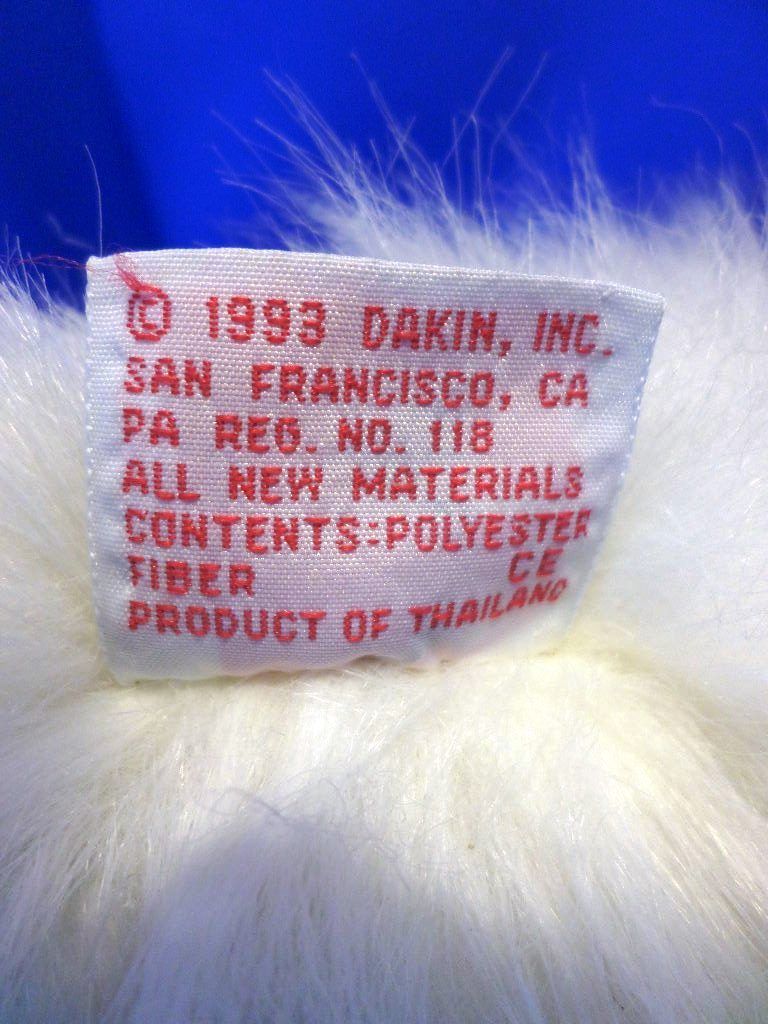 © 1993 DAKIN, INC.
SAN FRANCISCO, CA
PA REG. NO. 118
ALL NEW MATERIALS
CONTENTS:POLYESTER
FIBER CE
PRODUCT OF THAILAND